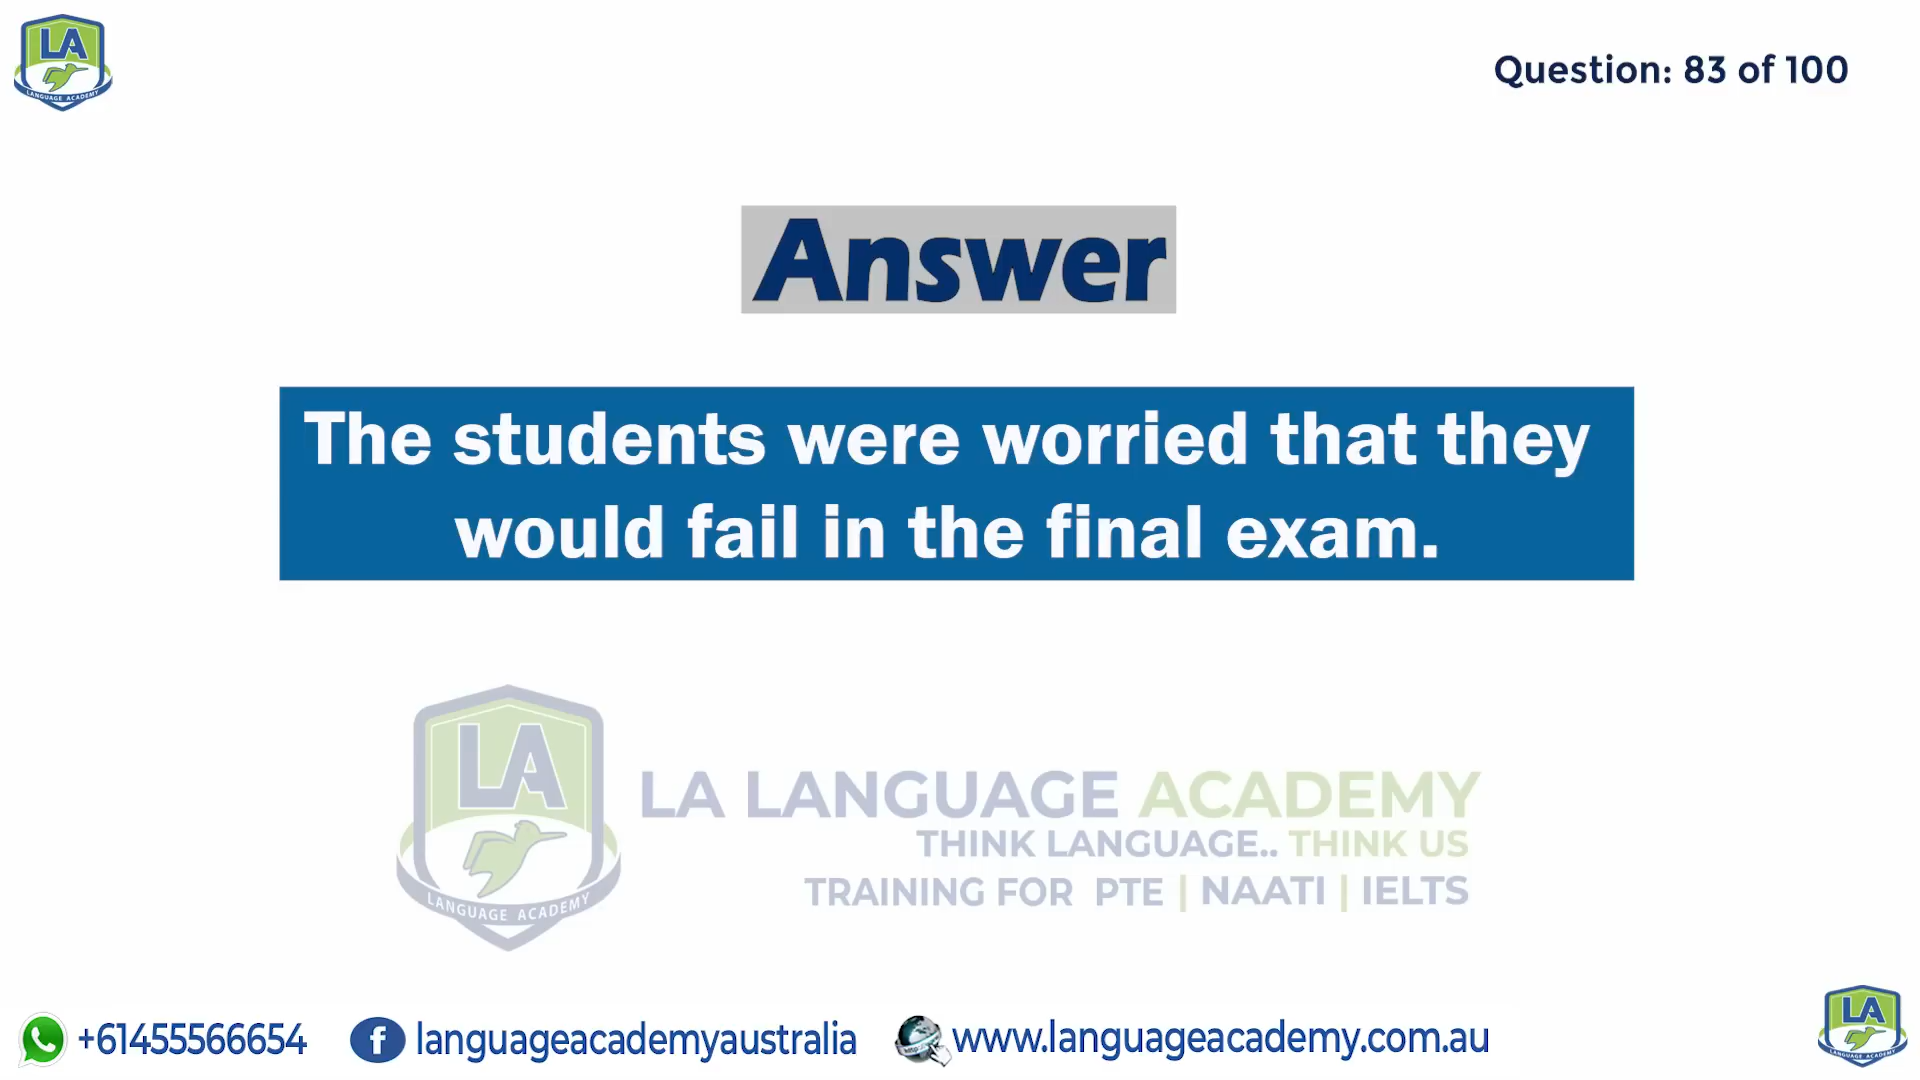 LA
LANGUAGE ACADEMY
Question: 83 of 100
Answer
The students were worried that they
would fail in the final exam.
LA
LANGUAGE ACADEMY
LA LANGUAGE ACADEMY
THINK LANGUAGE.. THINK US
TRAINING FOR PTE | NAATI | IELTS
+61455566654
f languageacademyaustralia
www.languageacademy.com.au
LA
LANGUAGE ACADEMY